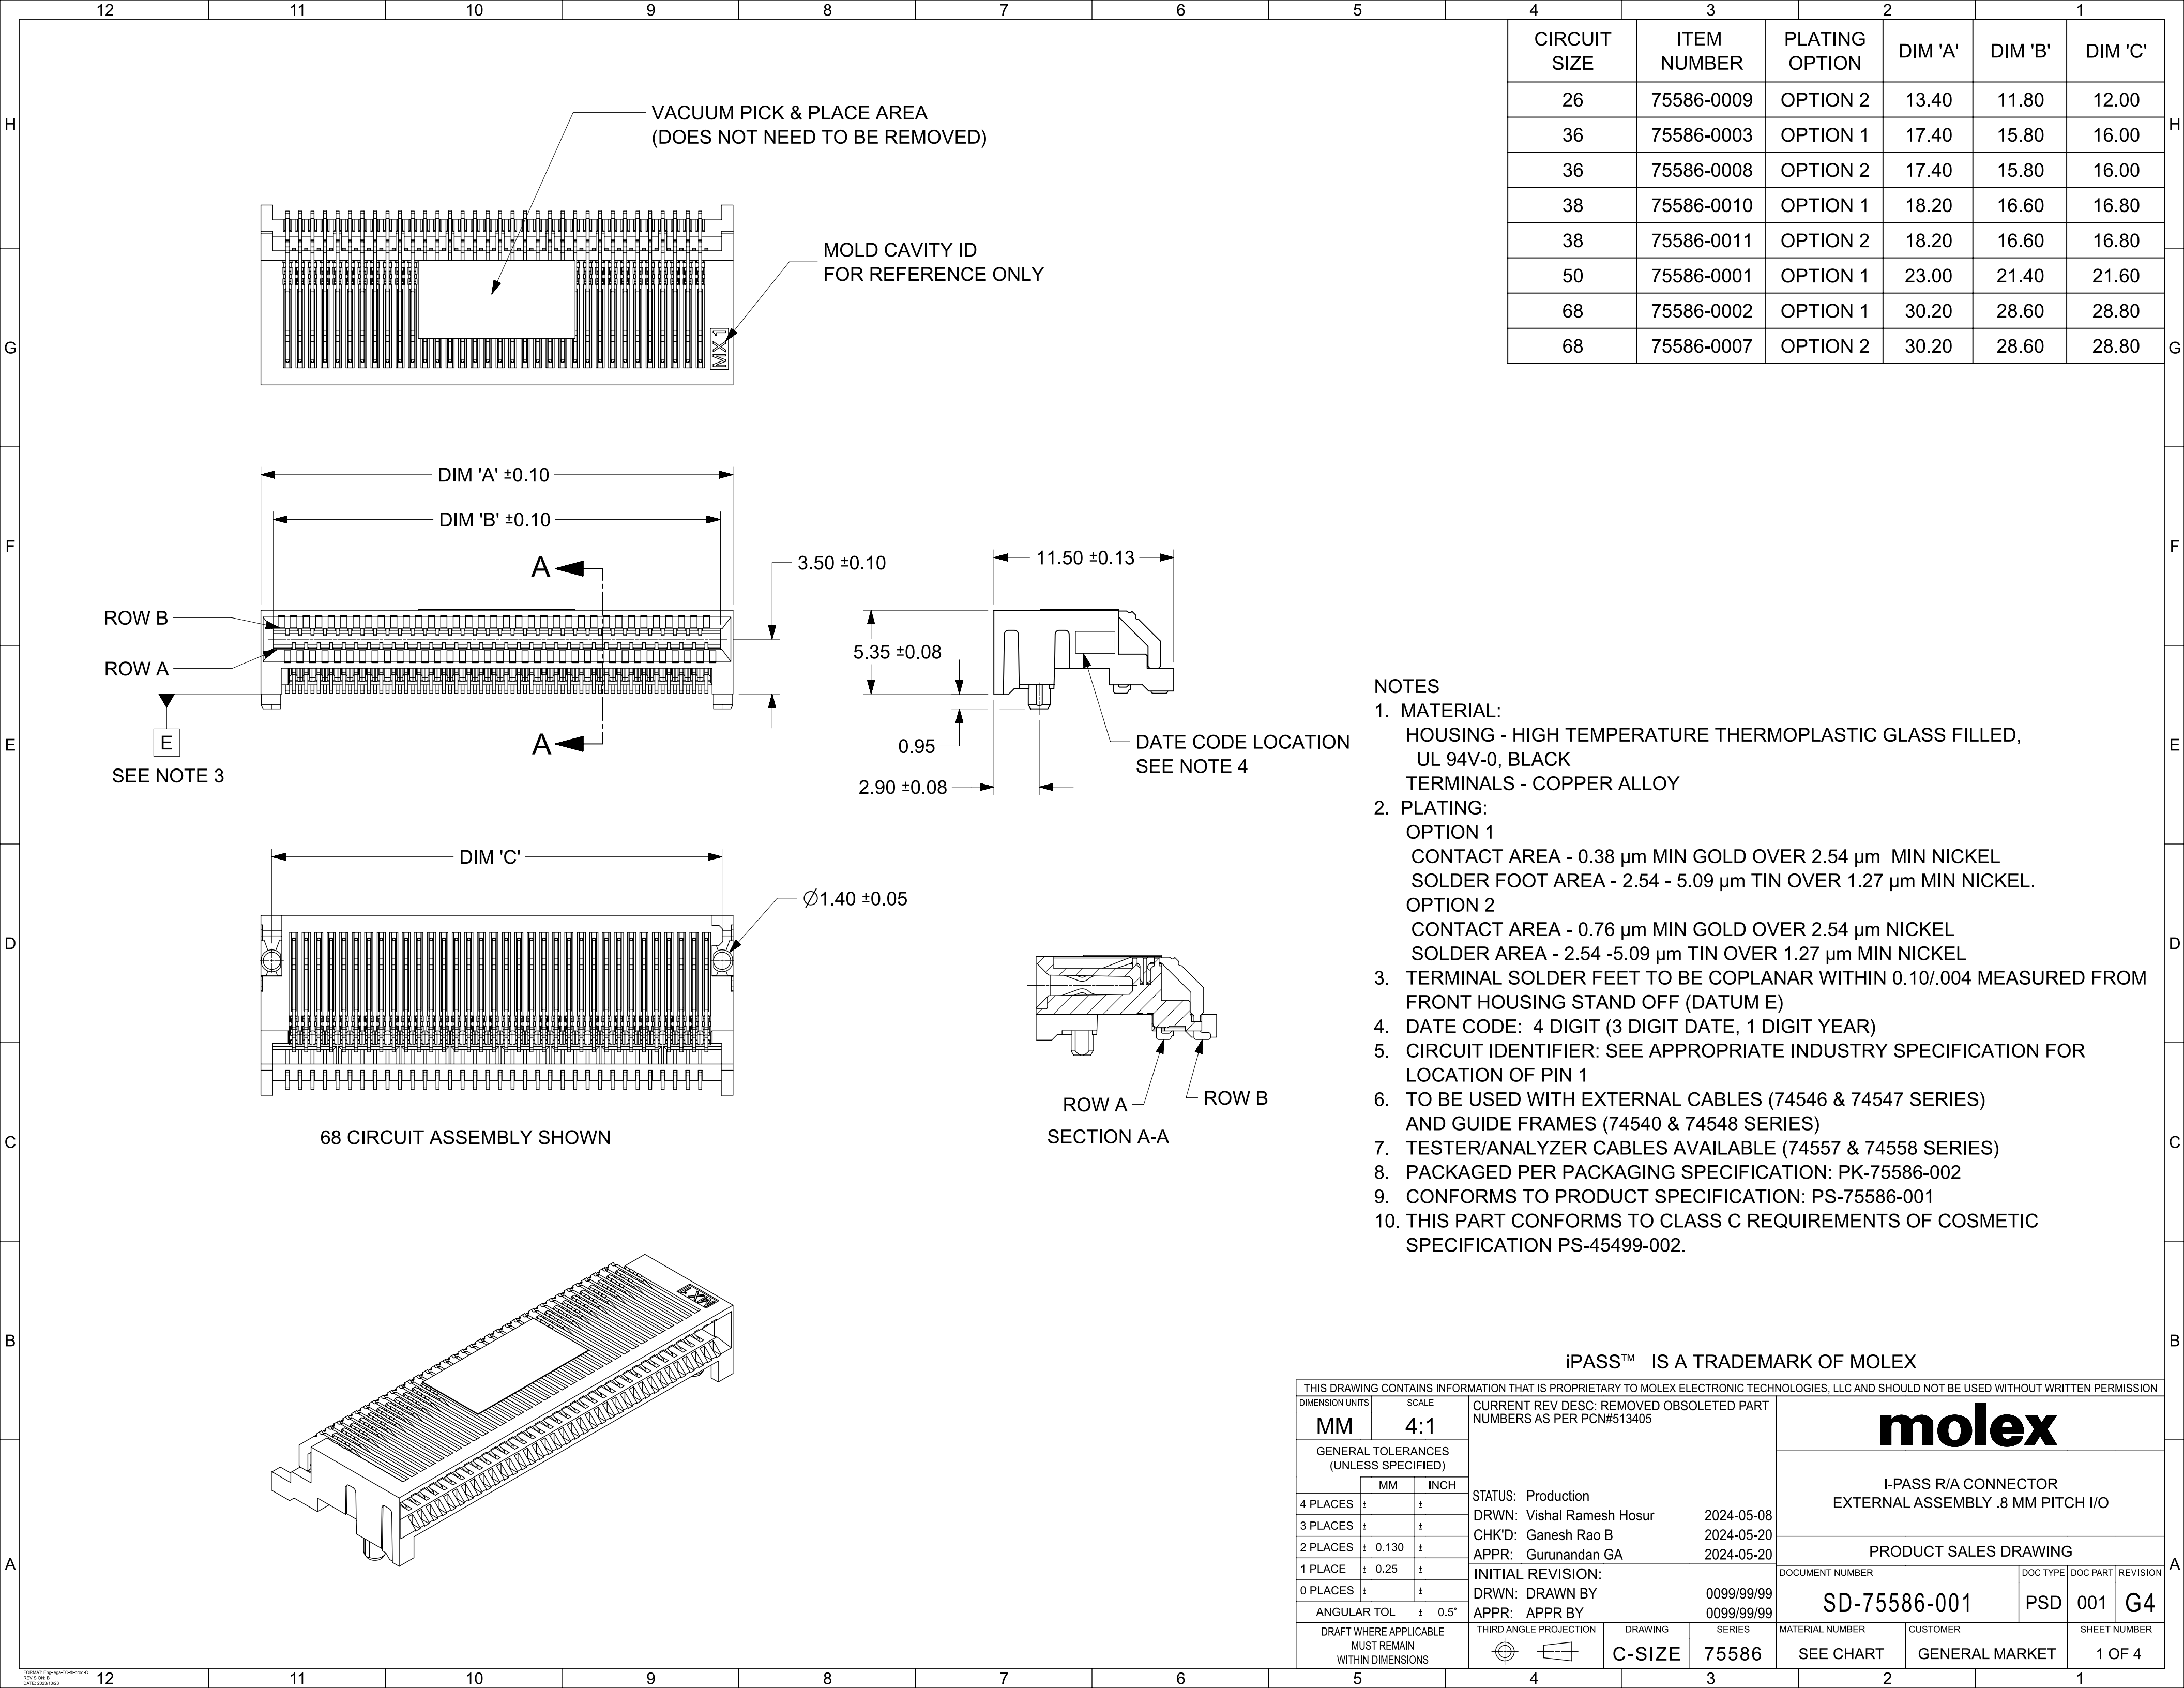 12 11 10 9 8 7 6 5 4 3 2 1
H
G
F
E
D
C
B
A
CIRCUIT SIZE ITEM NUMBER PLATING OPTION DIM 'A' DIM 'B' DIM 'C'
26 75586-0009 OPTION 2 13.40 11.80 12.00
36 75586-0003 OPTION 1 17.40 15.80 16.00
36 75586-0008 OPTION 2 17.40 15.80 16.00
38 75586-0010 OPTION 1 18.20 16.60 16.80
38 75586-0011 OPTION 2 18.20 16.60 16.80
50 75586-0001 OPTION 1 23.00 21.40 21.60
68 75586-0002 OPTION 1 30.20 28.60 28.80
68 75586-0007 OPTION 2 30.20 28.60 28.80
VACUUM PICK & PLACE AREA
(DOES NOT NEED TO BE REMOVED)
MOLD CAVITY ID
FOR REFERENCE ONLY
MX1
DIM 'A' ±0.10
DIM 'B' ±0.10
A
3.50 ±0.10
ROW B
ROW A
E
SEE NOTE 3
A
11.50 ±0.13
5.35 ±0.08
0.95
2.90 ±0.08
DATE CODE LOCATION
SEE NOTE 4
DIM 'C'
Ø1.40 ±0.05
68 CIRCUIT ASSEMBLY SHOWN
ROW A
ROW B
SECTION A-A
MX1
NOTES
1. MATERIAL:
HOUSING - HIGH TEMPERATURE THERMOPLASTIC GLASS FILLED,
UL 94V-0, BLACK
TERMINALS - COPPER ALLOY
2. PLATING:
OPTION 1
CONTACT AREA - 0.38 µm MIN GOLD OVER 2.54 µm MIN NICKEL
SOLDER FOOT AREA - 2.54 - 5.09 µm TIN OVER 1.27 µm MIN NICKEL.
OPTION 2
CONTACT AREA - 0.76 µm MIN GOLD OVER 2.54 µm NICKEL
SOLDER AREA - 2.54 -5.09 µm TIN OVER 1.27 µm MIN NICKEL
3. TERMINAL SOLDER FEET TO BE COPLANAR WITHIN 0.10/.004 MEASURED FROM
FRONT HOUSING STAND OFF (DATUM E)
4. DATE CODE: 4 DIGIT (3 DIGIT DATE, 1 DIGIT YEAR)
5. CIRCUIT IDENTIFIER: SEE APPROPRIATE INDUSTRY SPECIFICATION FOR
LOCATION OF PIN 1
6. TO BE USED WITH EXTERNAL CABLES (74546 & 74547 SERIES)
AND GUIDE FRAMES (74540 & 74548 SERIES)
7. TESTER/ANALYZER CABLES AVAILABLE (74557 & 74558 SERIES)
8. PACKAGED PER PACKAGING SPECIFICATION: PK-75586-002
9. CONFORMS TO PRODUCT SPECIFICATION: PS-75586-001
10. THIS PART CONFORMS TO CLASS C REQUIREMENTS OF COSMETIC
SPECIFICATION PS-45499-002.
iPASS™ IS A TRADEMARK OF MOLEX
THIS DRAWING CONTAINS INFORMATION THAT IS PROPRIETARY TO MOLEX ELECTRONIC TECHNOLOGIES, LLC AND SHOULD NOT BE USED WITHOUT WRITTEN PERMISSION
DIMENSION UNITS SCALE
MM 4:1
GENERAL TOLERANCES
(UNLESS SPECIFIED)
MM INCH
4 PLACES ± ±
3 PLACES ± ±
2 PLACES ± 0.130 ±
1 PLACE ± 0.25 ±
0 PLACES ± ±
ANGULAR TOL ± 0.5°
DRAFT WHERE APPLICABLE
MUST REMAIN
WITHIN DIMENSIONS
CURRENT REV DESC: REMOVED OBSOLETED PART
NUMBERS AS PER PCN#513405
STATUS: Production
DRWN: Vishal Ramesh Hosur 2024-05-08
CHK'D: Ganesh Rao B 2024-05-20
APPR: Gurunandan GA 2024-05-20
INITIAL REVISION:
DRWN: DRAWN BY 0099/99/99
APPR: APPR BY 0099/99/99
THIRD ANGLE PROJECTION
DRAWING
C-SIZE
SERIES
75586
molex
I-PASS R/A CONNECTOR
EXTERNAL ASSEMBLY .8 MM PITCH I/O
PRODUCT SALES DRAWING
DOCUMENT NUMBER
SD-75586-001
DOC TYPE
PSD
DOC PART
001
REVISION
G4
MATERIAL NUMBER
SEE CHART
CUSTOMER
GENERAL MARKET
SHEET NUMBER
1 OF 4
FORMAT: Engilega-TC-tb-prod-C
REVISION: B
DATE: 2023/10/23
12 11 10 9 8 7 6 5 4 3 2 1
H
G
F
E
D
C
B
A